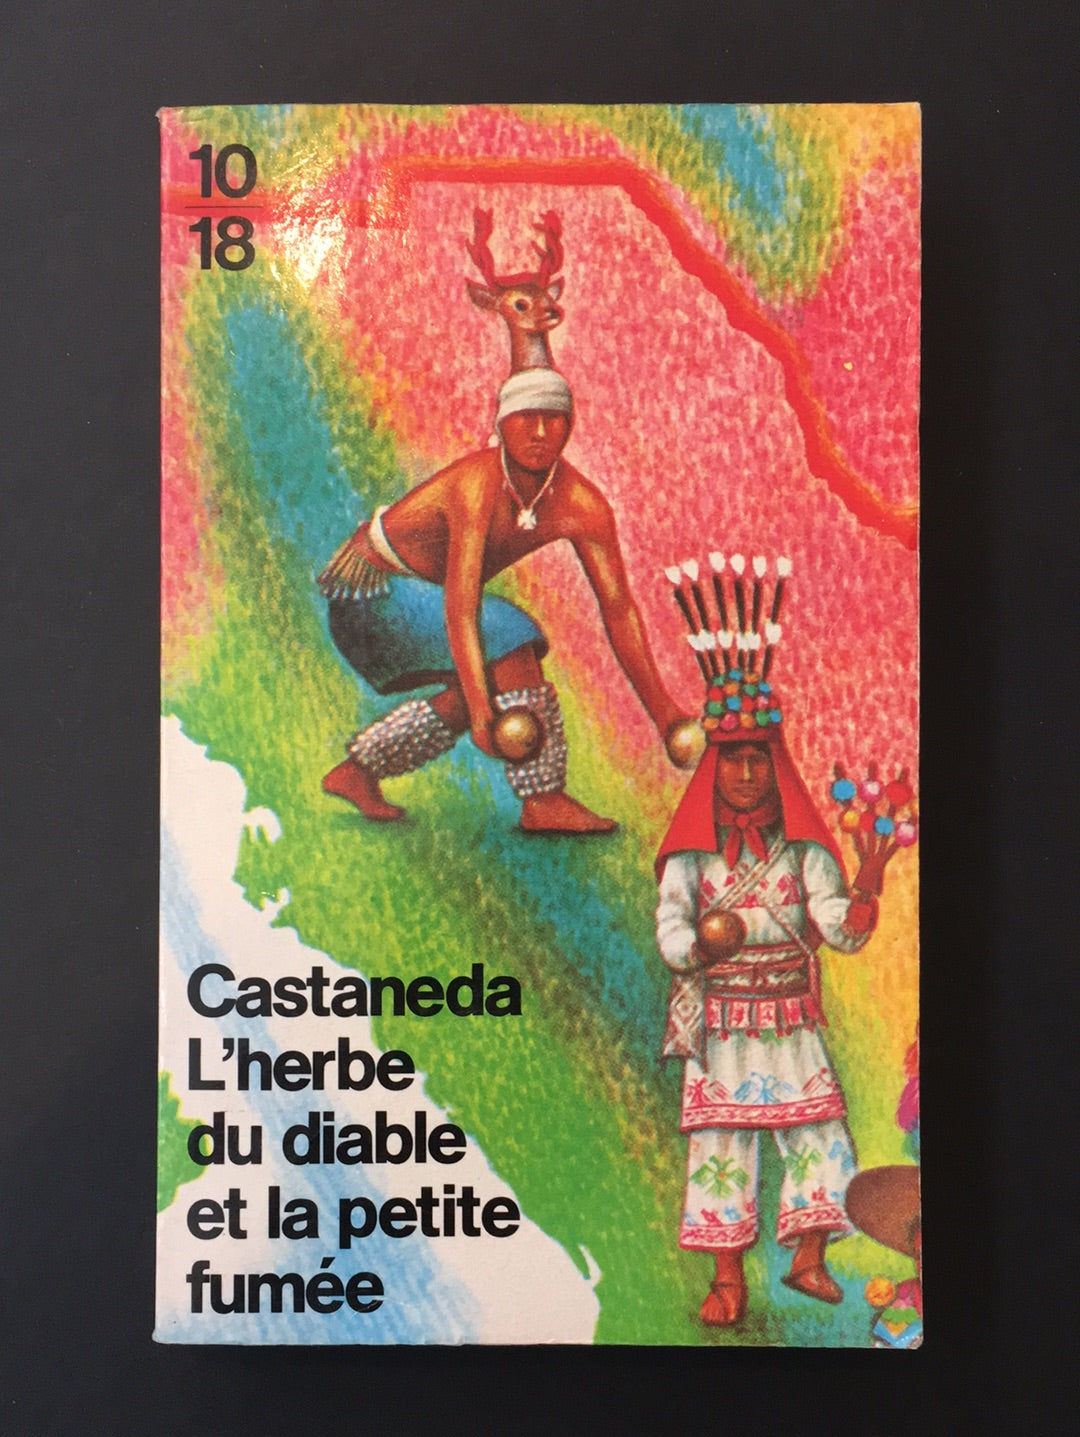 10
18
Castaneda
L'herbe
du diable
et la petite
fumée